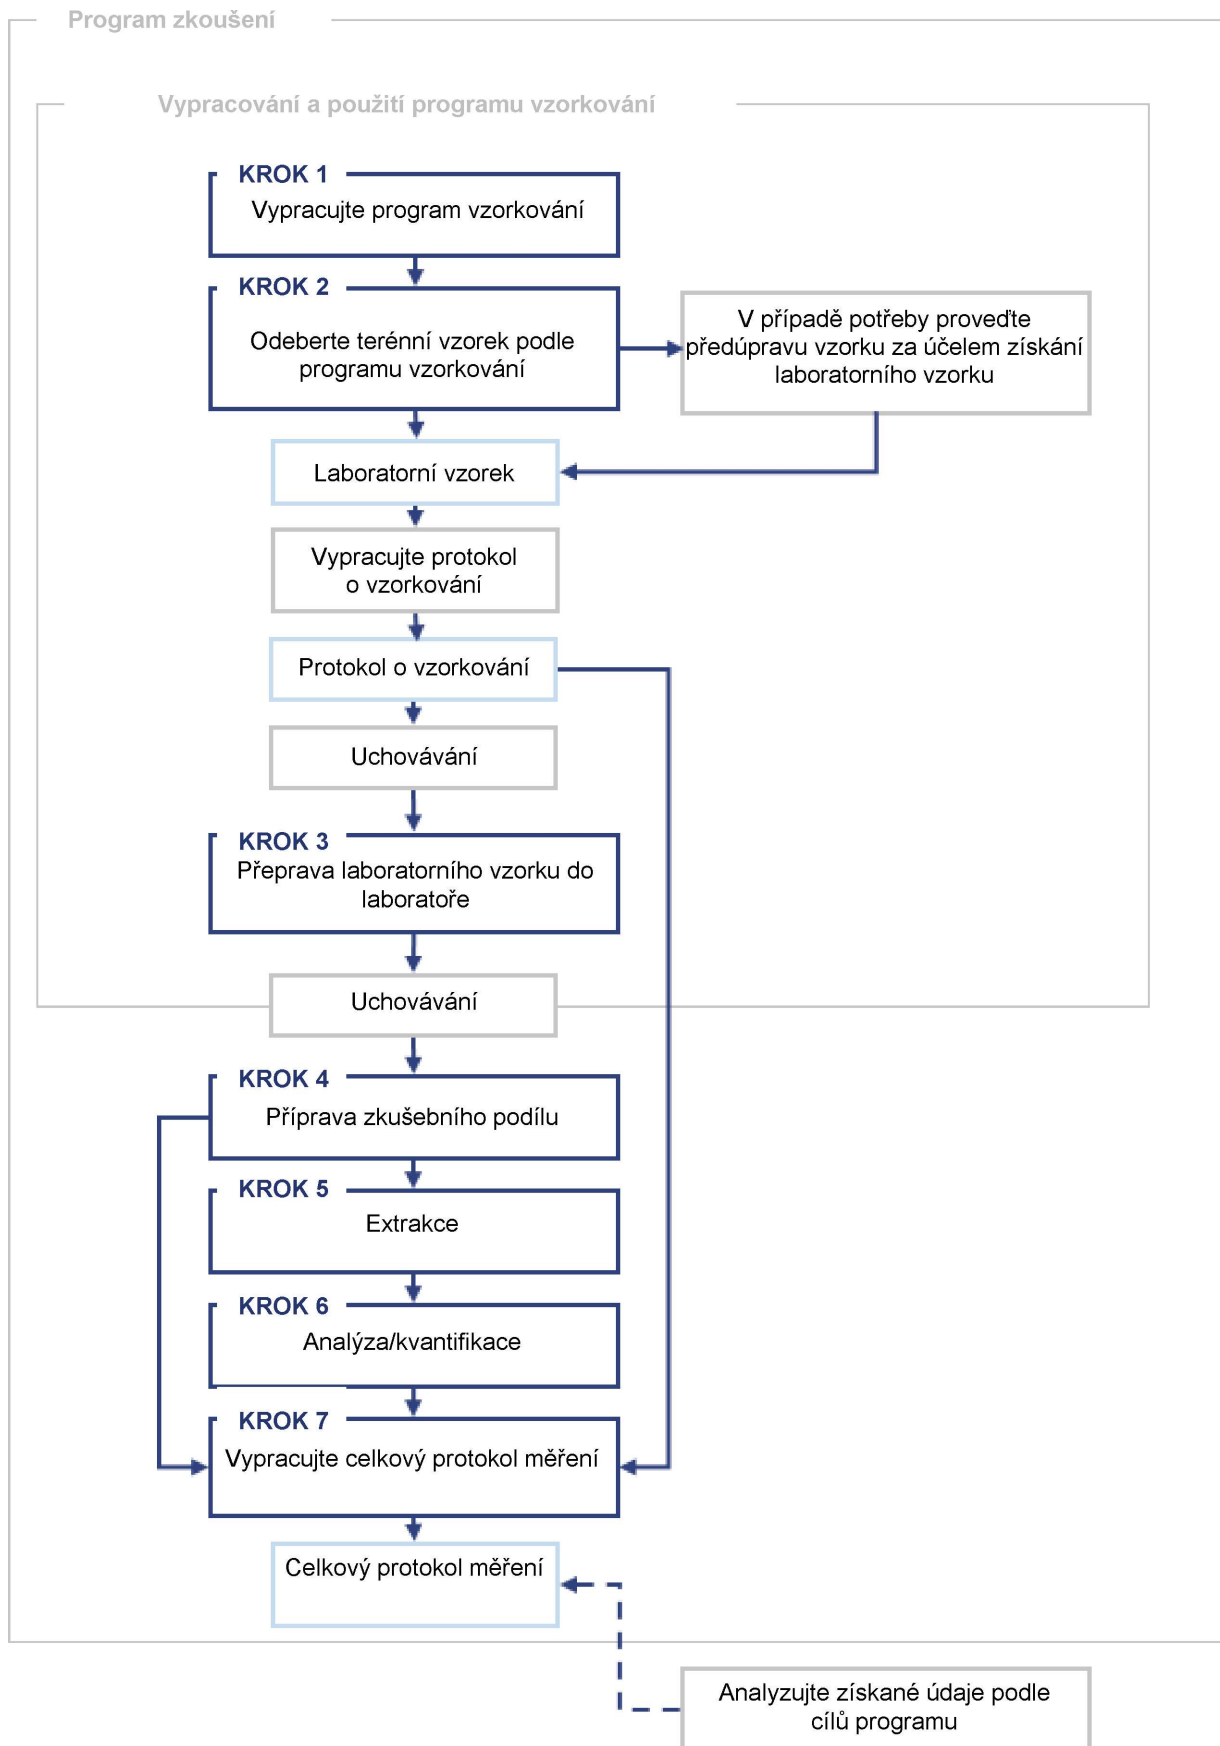 Program zkoušení
Vypracování a použití programu vzorkování
KROK 1
Vypracujte program vzorkování
KROK 2
Odeberte terénní vzorek podle
programu vzorkování
V případě potřeby proveďte
předúpravu vzorku za účelem získání
laboratorního vzorku
Laboratorní vzorek
Vypracujte protokol
o vzorkování
Protokol o vzorkování
Uchovávání
KROK 3
Přeprava laboratorního vzorku do
laboratoře
Uchovávání
KROK 4
Příprava zkušebního podílu
KROK 5
Extrakce
KROK 6
Analýza/kvantifikace
KROK 7
Vypracujte celkový protokol měření
Celkový protokol měření
Analyzujte získané údaje podle
cílů programu